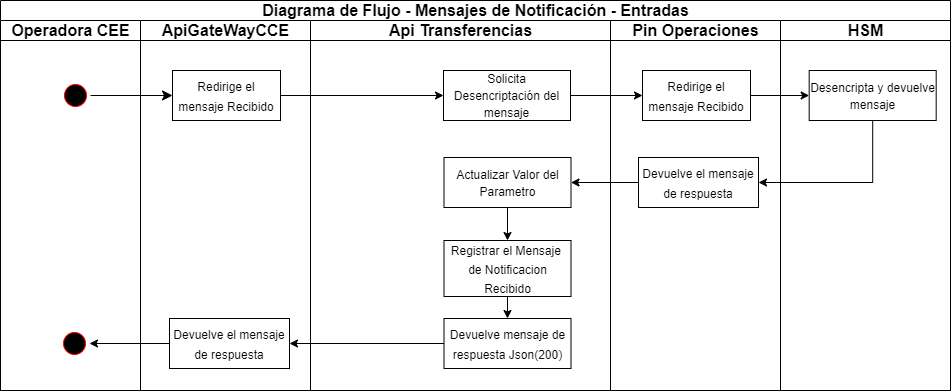 Diagrama de Flujo - Mensajes de Notificación - Entradas
Operadora CEE
ApiGateWayCCE
Api Transferencias
Pin Operaciones
HSM
Redirige el
mensaje Recibido
Solicita
Desencriptación del
mensaje
Redirige el
mensaje Recibido
Desencripta y devuelve
mensaje
Actualizar Valor del
Parametro
Devuelve el mensaje
de respuesta
Registrar el Mensaje
de Notificacion
Recibido
Devuelve el mensaje
de respuesta
Devuelve mensaje de
respuesta Json(200)